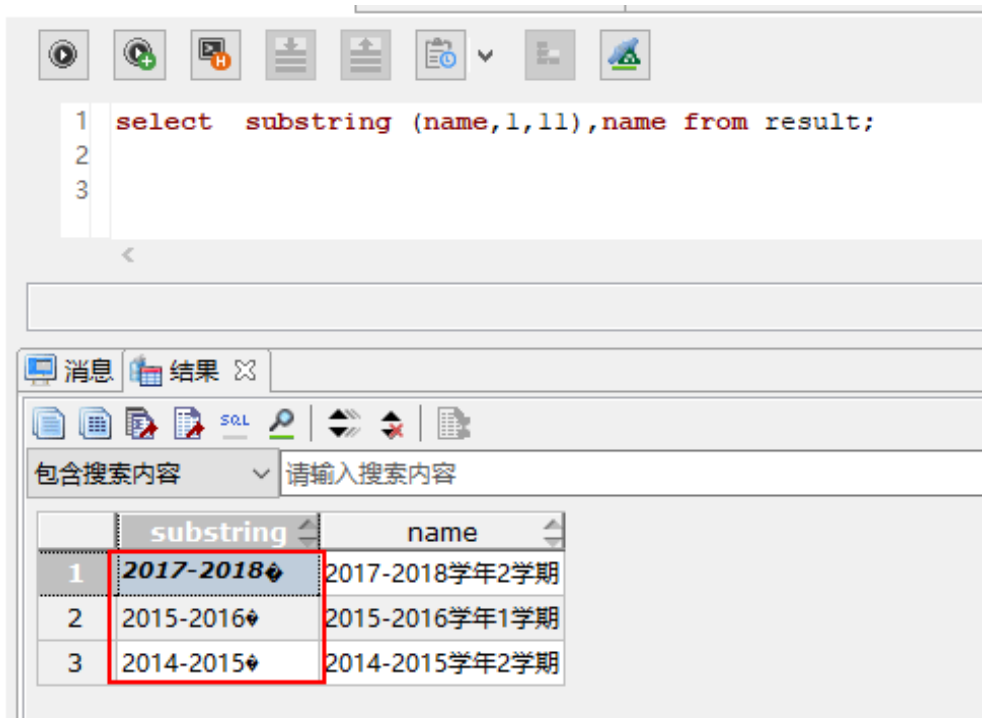 1 select  substring (name,1,11),name from result;
2
3
消息 结果
SQL
包含搜索内容 请输入搜索内容
substring name
1 2017-2018� 2017-2018学年2学期
2 2015-2016� 2015-2016学年1学期
3 2014-2015� 2014-2015学年2学期